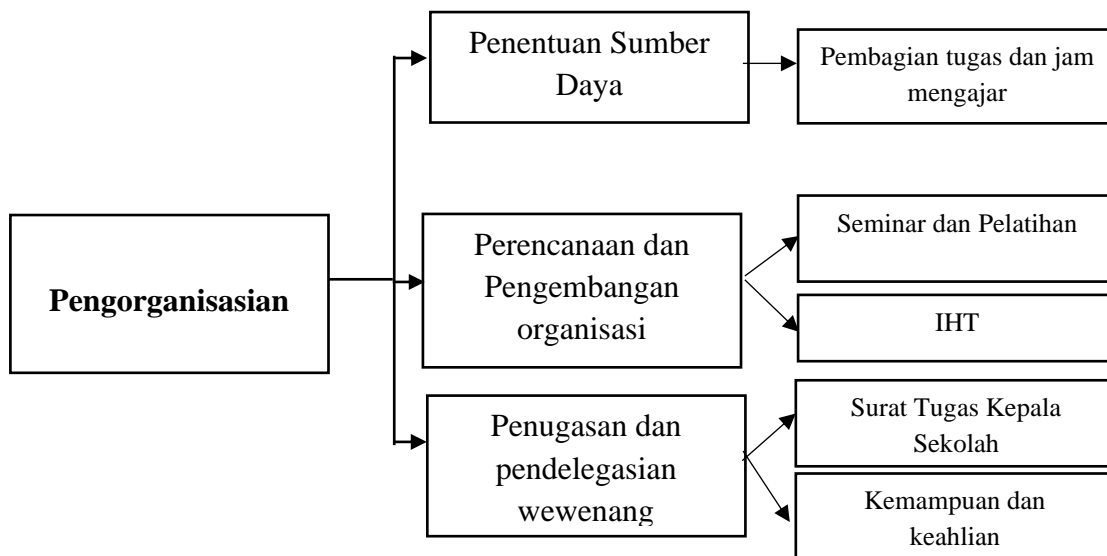 Penentuan Sumber
Daya
Pembagian tugas dan jam
mengajar
Pengorganisasian
Perencanaan dan
Pengembangan
organisasi
Seminar dan Pelatihan
IHT
Penugasan dan
pendelegasian
wewenang
Surat Tugas Kepala
Sekolah
Kemampuan dan
keahlian